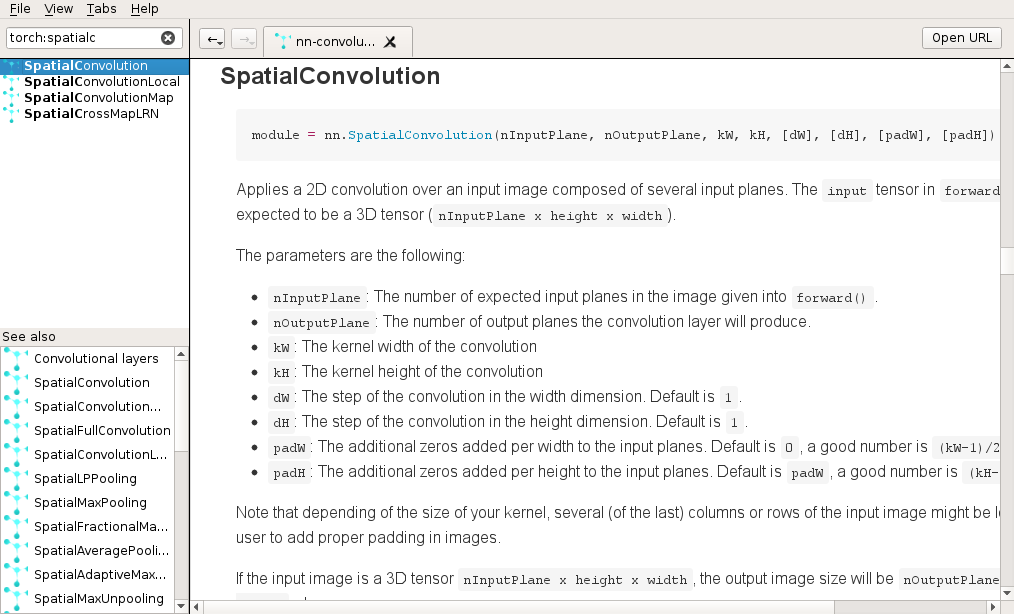 File View Tabs Help
torch:spatialc
nn-convolu...
Open URL
SpatialConvolution
SpatialConvolutionLocal
SpatialConvolutionMap
SpatialCrossMapLRN
See also
Convolutional layers
SpatialConvolution
SpatialConvolution...
SpatialFullConvolution
SpatialConvolutionL...
SpatialLPPooling
SpatialMaxPooling
SpatialFractionalMa...
SpatialAveragePooli...
SpatialAdaptiveMax...
SpatialMaxUnpooling
SpatialConvolution
module = nn.SpatialConvolution(nInputPlane, nOutputPlane, kW, kH, [dW], [dH], [padW], [padH])
Applies a 2D convolution over an input image composed of several input planes. The input tensor in forward
expected to be a 3D tensor ( nInputPlane x height x width ).
The parameters are the following:
• nInputPlane : The number of expected input planes in the image given into forward() .
• nOutputPlane : The number of output planes the convolution layer will produce.
• kW : The kernel width of the convolution
• kH : The kernel height of the convolution
• dW : The step of the convolution in the width dimension. Default is 1 .
• dH : The step of the convolution in the height dimension. Default is 1 .
• padW : The additional zeros added per width to the input planes. Default is 0 , a good number is (kW-1)/2
• padH : The additional zeros added per height to the input planes. Default is padW , a good number is (kH-
Note that depending of the size of your kernel, several (of the last) columns or rows of the input image might be
user to add proper padding in images.
If the input image is a 3D tensor nInputPlane x height x width , the output image size will be nOutputPlane